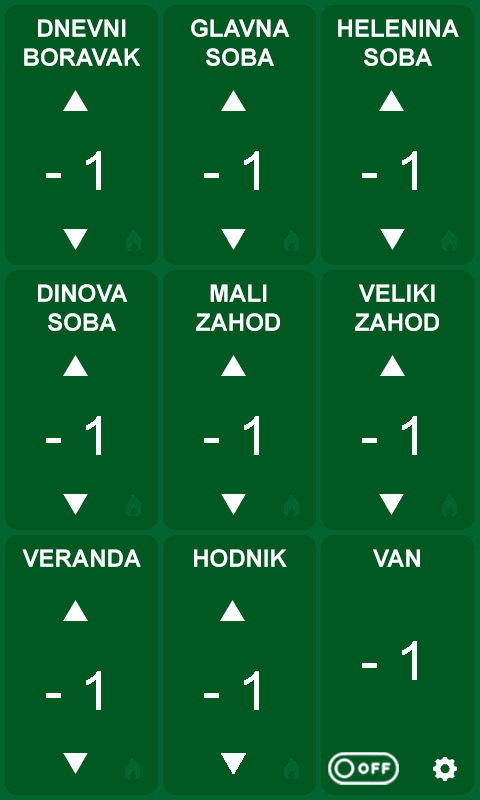 DNEVNI
BORAVAK
- 1
GLAVNA
SOBA
- 1
HELENINA
SOBA
- 1
DINOVA
SOBA
- 1
MALI
ZAHOD
- 1
VELIKI
ZAHOD
- 1
VERANDA
- 1
HODNIK
- 1
VAN
- 1
OFF